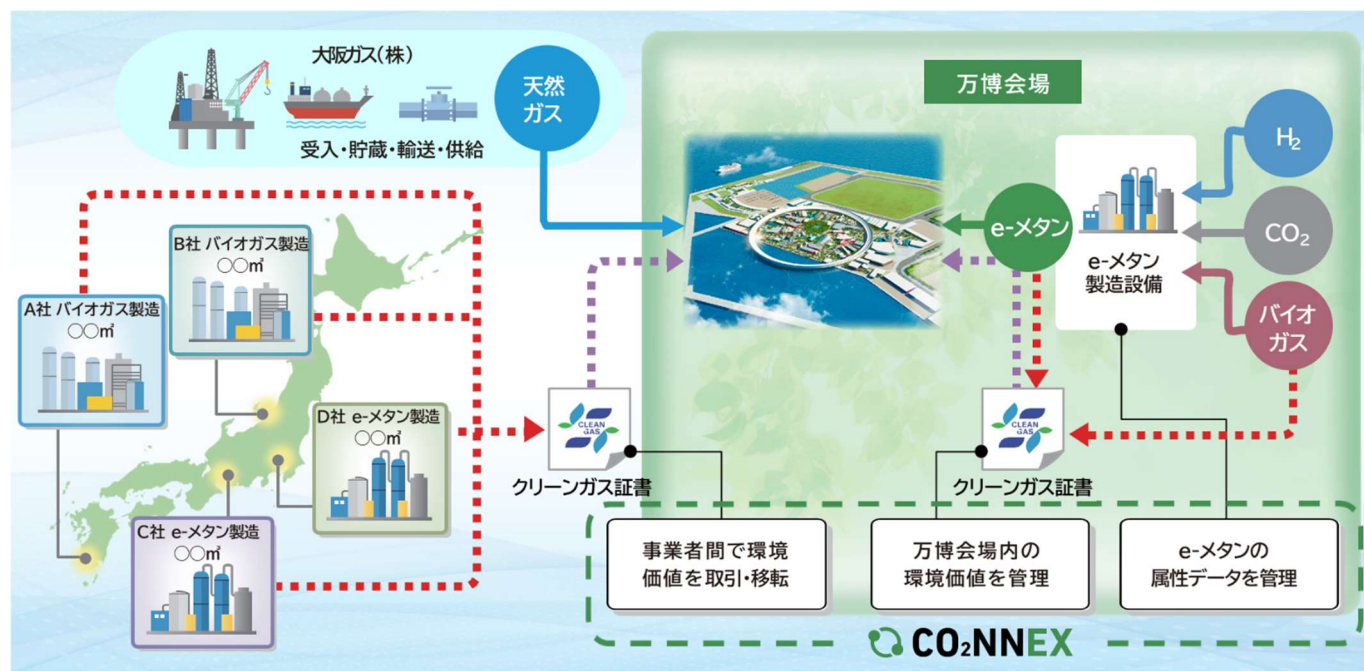 大阪ガス(株)
受入・貯蔵・輸送・供給
天然
ガス
万博会場
H₂
CO₂
バイオ
ガス
e-メタン
e-メタン
製造設備
B社 バイオガス製造
○○㎥
A社 バイオガス製造
○○㎥
D社 e-メタン製造
○○㎥
C社 e-メタン製造
○○㎥
CLEAN
GAS
クリーンガス証書
CLEAN
GAS
クリーンガス証書
事業者間で環境
価値を取引・移転
万博会場内の
環境価値を管理
e-メタンの
属性データを管理
CO₂NNEX